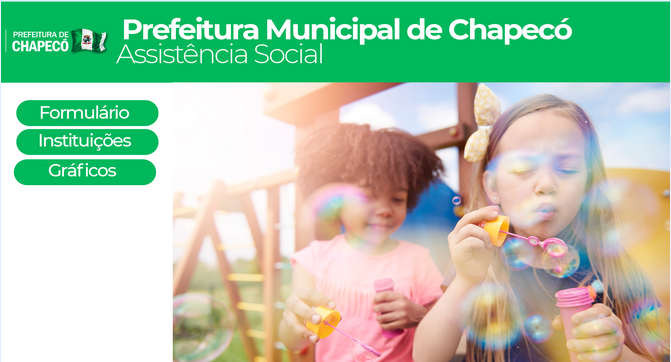 PREFEITURA DE
CHAPECÓ
Prefeitura Municipal de Chapecó
Assistência Social
Formulário
Instituições
Gráficos